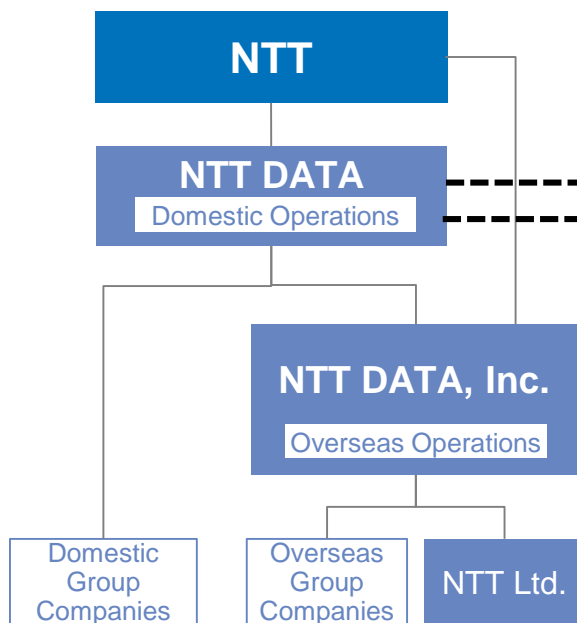 NTT
NTT DATA
Domestic Operations
NTT DATA, Inc.
Overseas Operations
Domestic
Group
Companies
Overseas
Group
Companies
NTT Ltd.